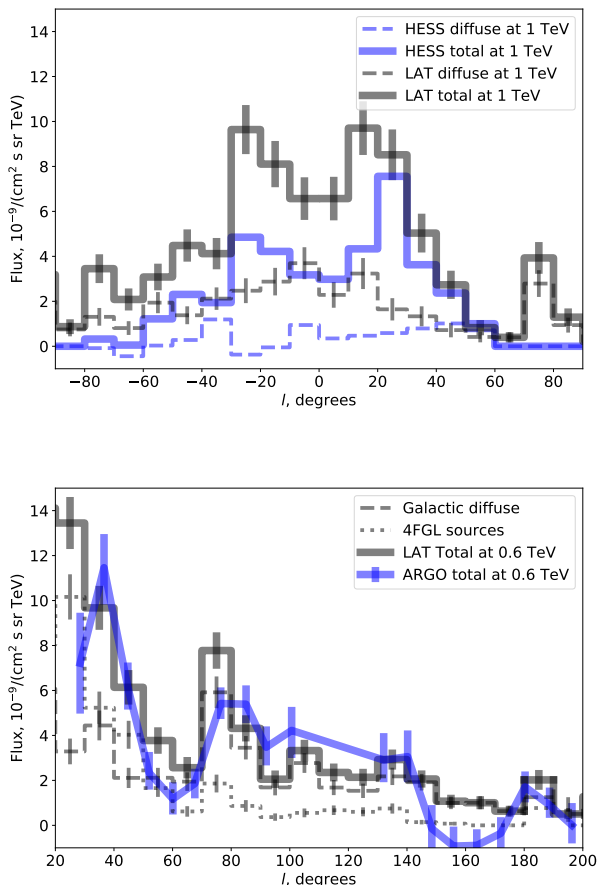 14
12
10
8
6
4
2
0
Flux, 10⁻⁹/(cm² s sr TeV)
HESS diffuse at 1 TeV
HESS total at 1 TeV
LAT diffuse at 1 TeV
LAT total at 1 TeV
−80 −60 −40 −20 0 20 40 60 80
l, degrees
14
12
10
8
6
4
2
0
Flux, 10⁻⁹/(cm² s sr TeV)
Galactic diffuse
4FGL sources
LAT Total at 0.6 TeV
ARGO total at 0.6 TeV
20 40 60 80 100 120 140 160 180 200
l, degrees